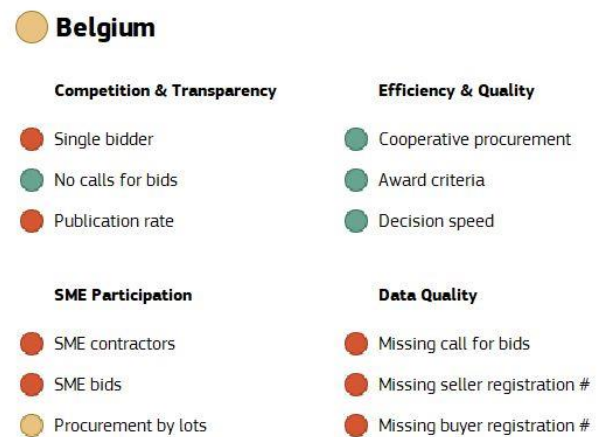 Belgium
Competition & Transparency
Single bidder
No calls for bids
Publication rate
Efficiency & Quality
Cooperative procurement
Award criteria
Decision speed
SME Participation
SME contractors
SME bids
Procurement by lots
Data Quality
Missing call for bids
Missing seller registration #
Missing buyer registration #